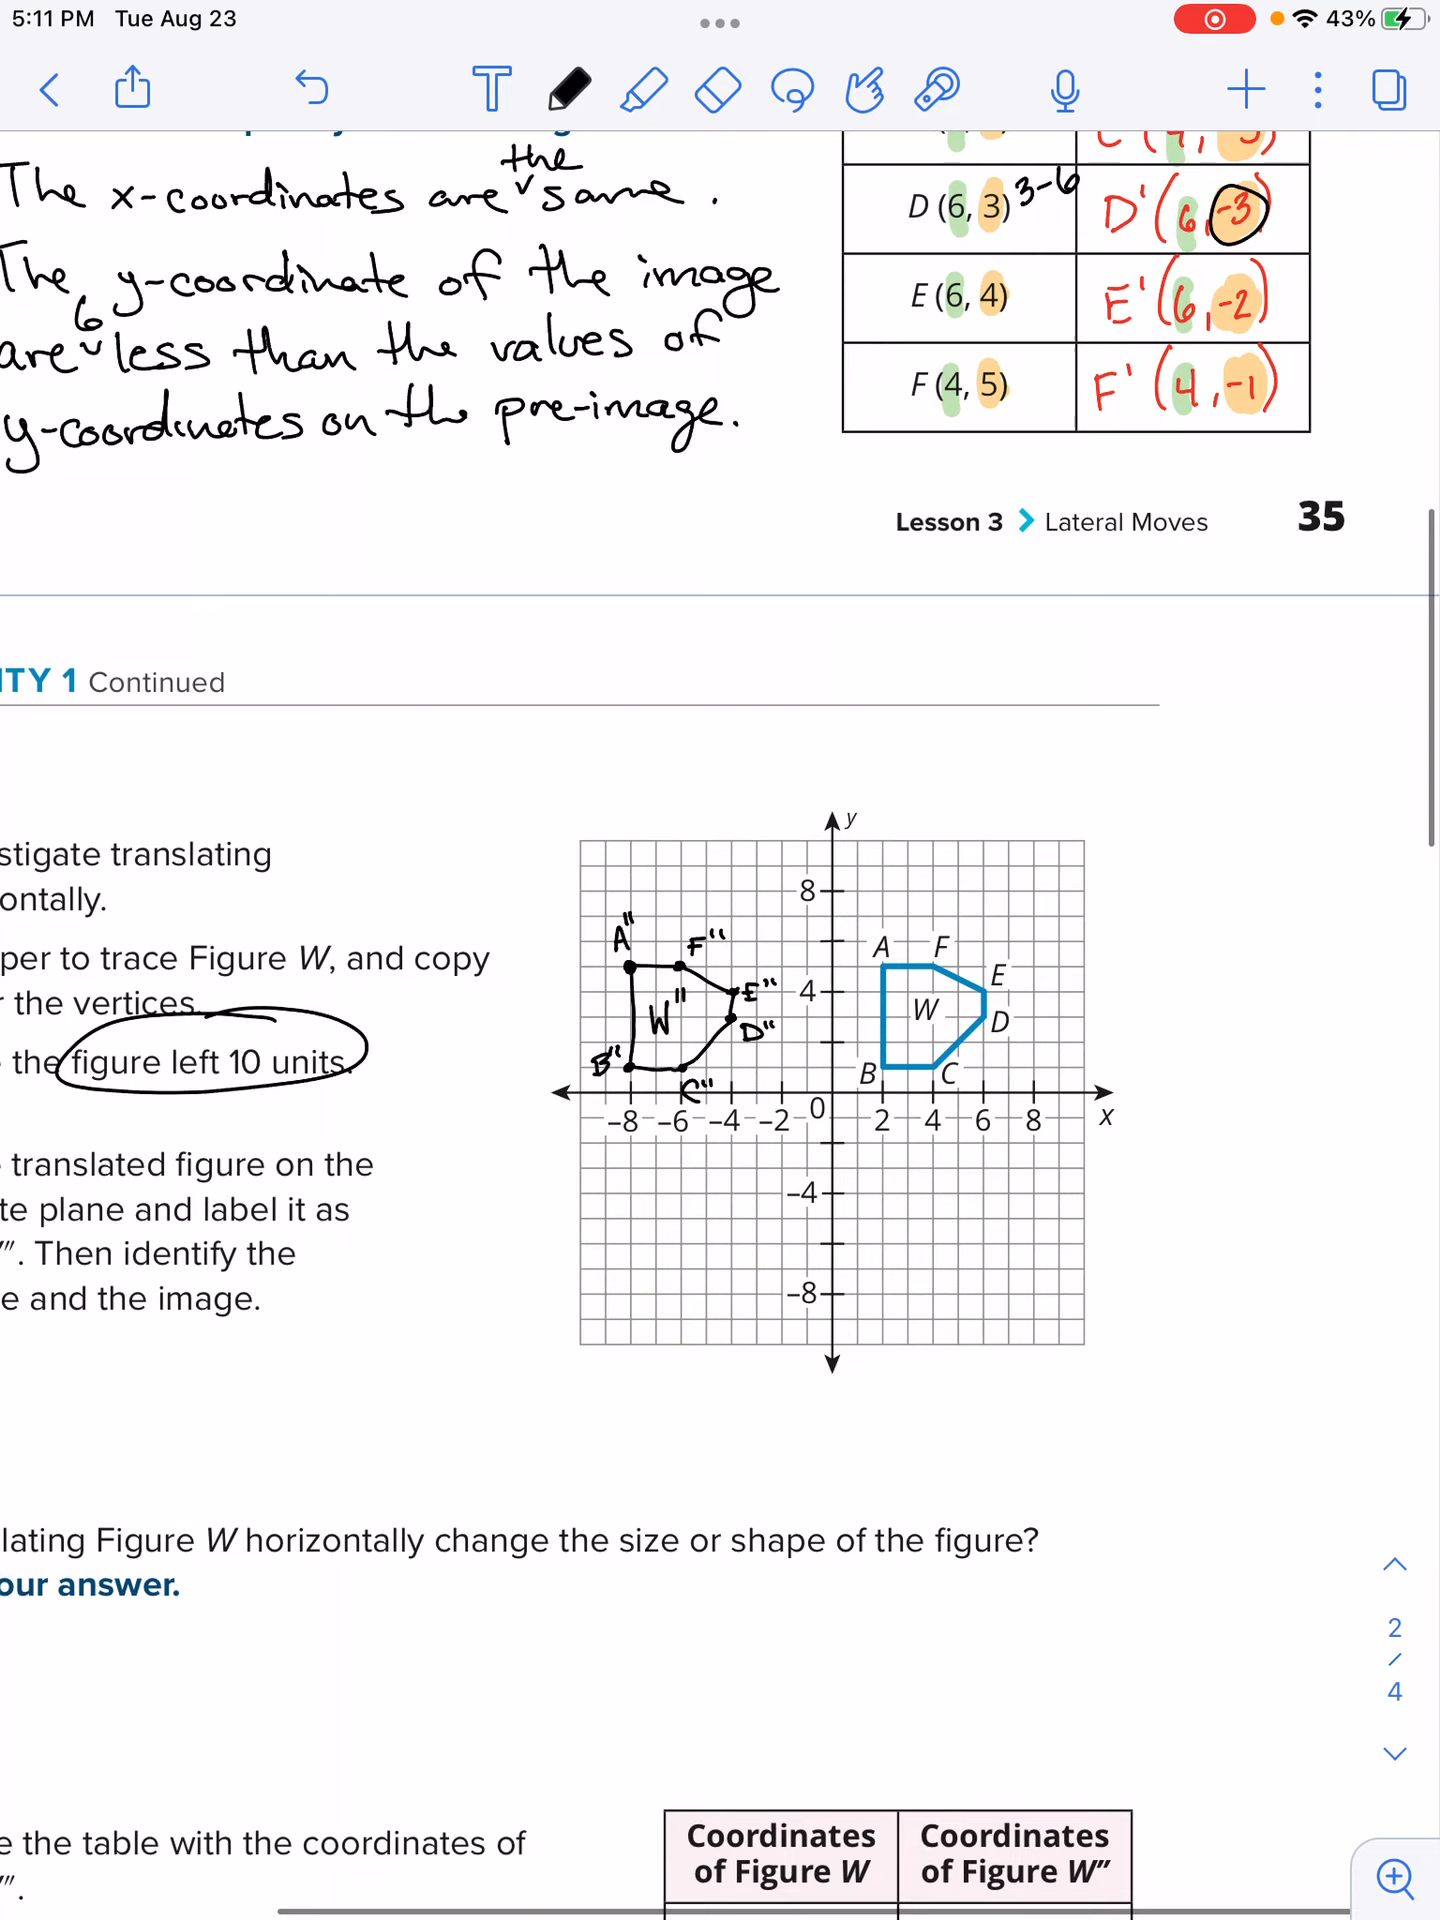 5:11 PM Tue Aug 23
43%
the
The x-coordinates are ˅ same.
The y-coordinate of the image
6
are ˅ less than the values of
y-coordinates on the pre-image.
D (6, 3) 3-6 D' (6, -3)
E (6, 4) E' (6, -2)
F (4, 5) F' (4, -1)
Lesson 3 > Lateral Moves 35
ITY 1 Continued
stigate translating
ontally.
per to trace Figure W, and copy
r the vertices.
the figure left 10 units.
translated figure on the
te plane and label it as
″. Then identify the
e and the image.
y
8
A" F"
A F
E" 4 E
W" W
D" D
B" C"
B C
-8 -6 -4 -2 0 2 4 6 8 x
-4
-8
lating Figure W horizontally change the size or shape of the figure?
our answer.
2
/
4
e the table with the coordinates of
″.
Coordinates of Figure W
Coordinates of Figure W″